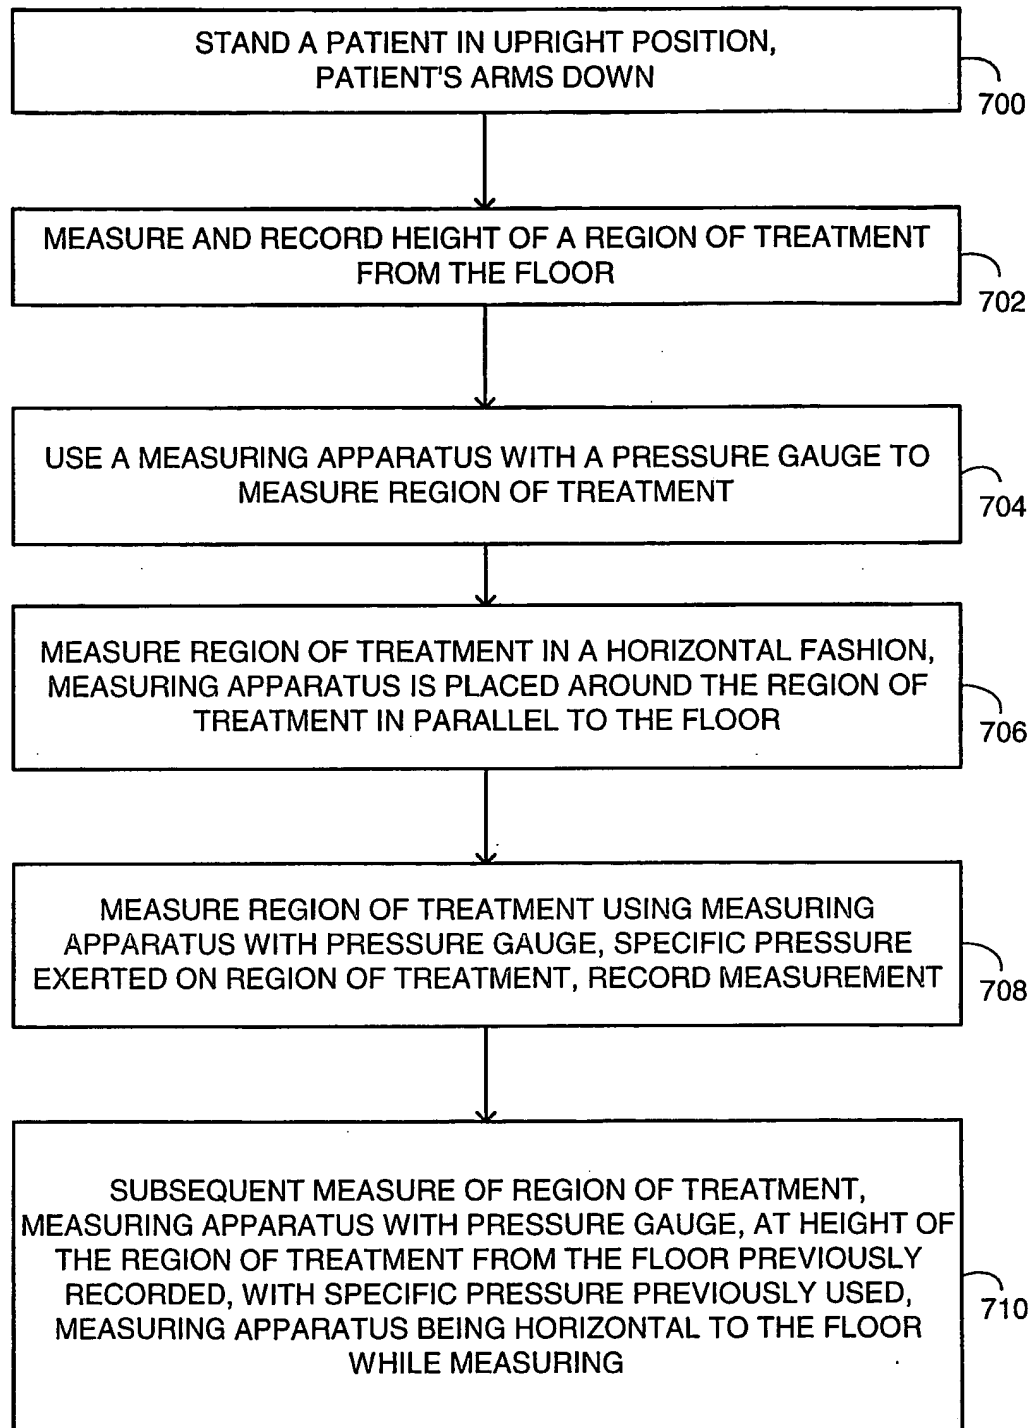 STAND A PATIENT IN UPRIGHT POSITION,
PATIENT'S ARMS DOWN
700
MEASURE AND RECORD HEIGHT OF A REGION OF TREATMENT
FROM THE FLOOR
702
USE A MEASURING APPARATUS WITH A PRESSURE GAUGE TO
MEASURE REGION OF TREATMENT
704
MEASURE REGION OF TREATMENT IN A HORIZONTAL FASHION,
MEASURING APPARATUS IS PLACED AROUND THE REGION OF
TREATMENT IN PARALLEL TO THE FLOOR
706
MEASURE REGION OF TREATMENT USING MEASURING
APPARATUS WITH PRESSURE GAUGE, SPECIFIC PRESSURE
EXERTED ON REGION OF TREATMENT, RECORD MEASUREMENT
708
SUBSEQUENT MEASURE OF REGION OF TREATMENT,
MEASURING APPARATUS WITH PRESSURE GAUGE, AT HEIGHT OF
THE REGION OF TREATMENT FROM THE FLOOR PREVIOUSLY
RECORDED, WITH SPECIFIC PRESSURE PREVIOUSLY USED,
MEASURING APPARATUS BEING HORIZONTAL TO THE FLOOR
WHILE MEASURING
710